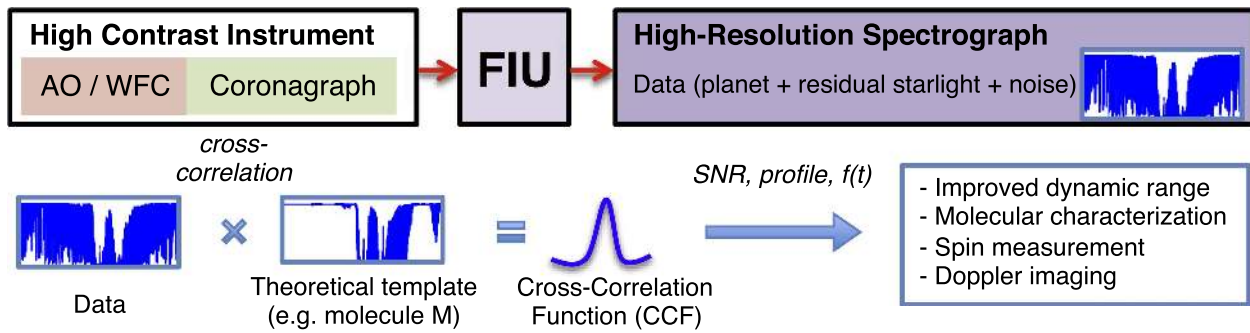 High Contrast Instrument
AO / WFC
Coronagraph
FIU
High-Resolution Spectrograph
Data (planet + residual starlight + noise)
cross-
correlation
SNR, profile, f(t)
×
=
Data
Theoretical template
(e.g. molecule M)
Cross-Correlation
Function (CCF)
- Improved dynamic range
- Molecular characterization
- Spin measurement
- Doppler imaging